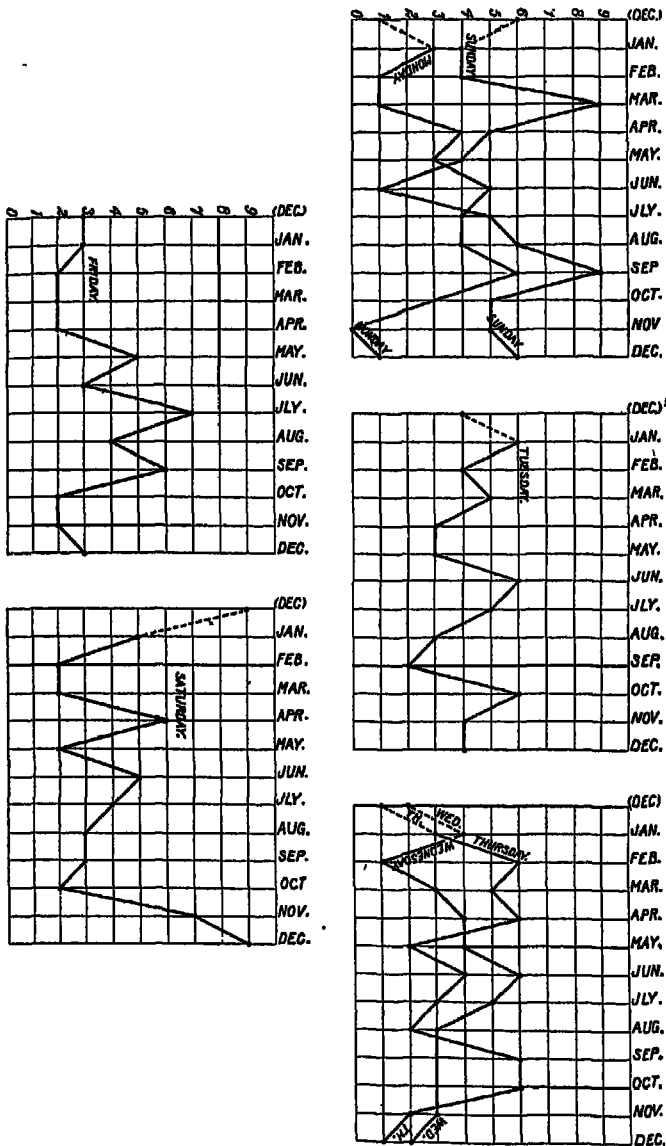 0 1 2 3 4 5 6 7 8 9 (DEC.)
SUNDAY. JAN.
MONDAY. FEB.
MAR.
APR.
MAY.
JUN.
JLY.
AUG.
SEP
OCT.
NOV
MONDAY. SUNDAY. DEC.
(DEC)
JAN.
TUESDAY. FEB.
MAR.
APR.
MAY.
JUN.
JLY.
AUG.
SEP.
OCT.
NOV.
DEC.
(DEC)
WED. TH. JAN.
WEDNESDAY THURSDAY. FEB.
MAR.
APR.
MAY.
JUN.
JLY.
AUG.
SEP.
OCT.
NOV.
TH. WED. DEC.
0 1 2 3 4 5 6 7 8 9 (DEC)
JAN.
FRIDAY. FEB.
MAR.
APR.
MAY.
JUN.
JLY.
AUG.
SEP.
OCT.
NOV.
DEC.
(DEC)
JAN.
FEB.
MAR.
SATURDAY. APR.
MAY.
JUN.
JLY.
AUG.
SEP.
OCT
NOV.
DEC.